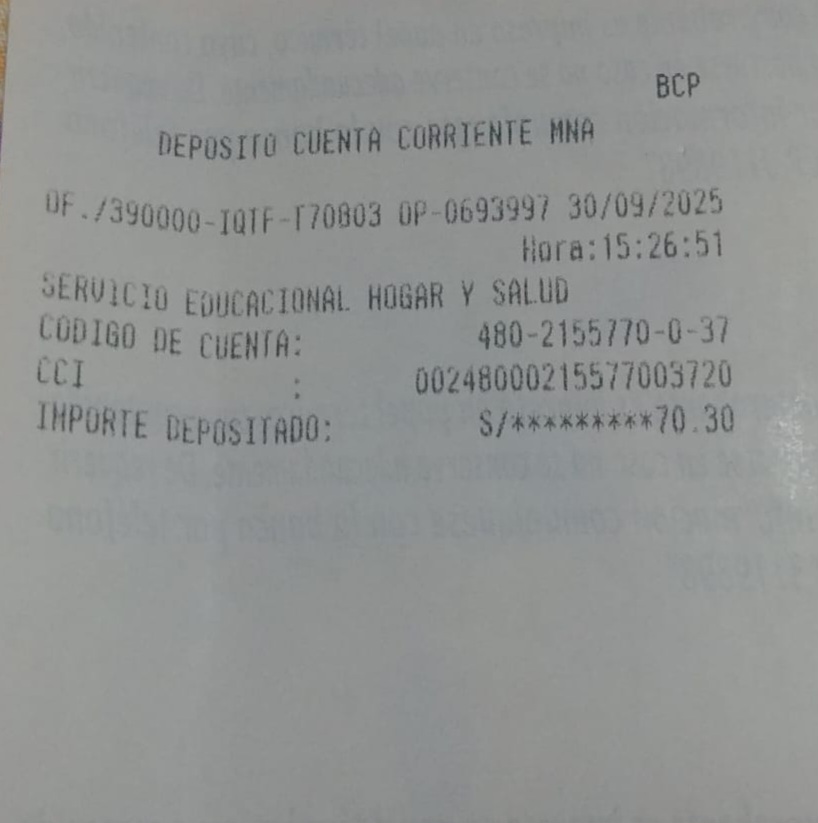 BCP
DEPOSITO CUENTA CORRIENTE MNA
OF./390000-IQTF-T70803 OP-0693997 30/09/2025
Hora:15:26:51
SERVICIO EDUCACIONAL HOGAR Y SALUD
CODIGO DE CUENTA: 480-2155770-0-37
CCI : 00248000215577003720
IMPORTE DEPOSITADO: S/*********70.30